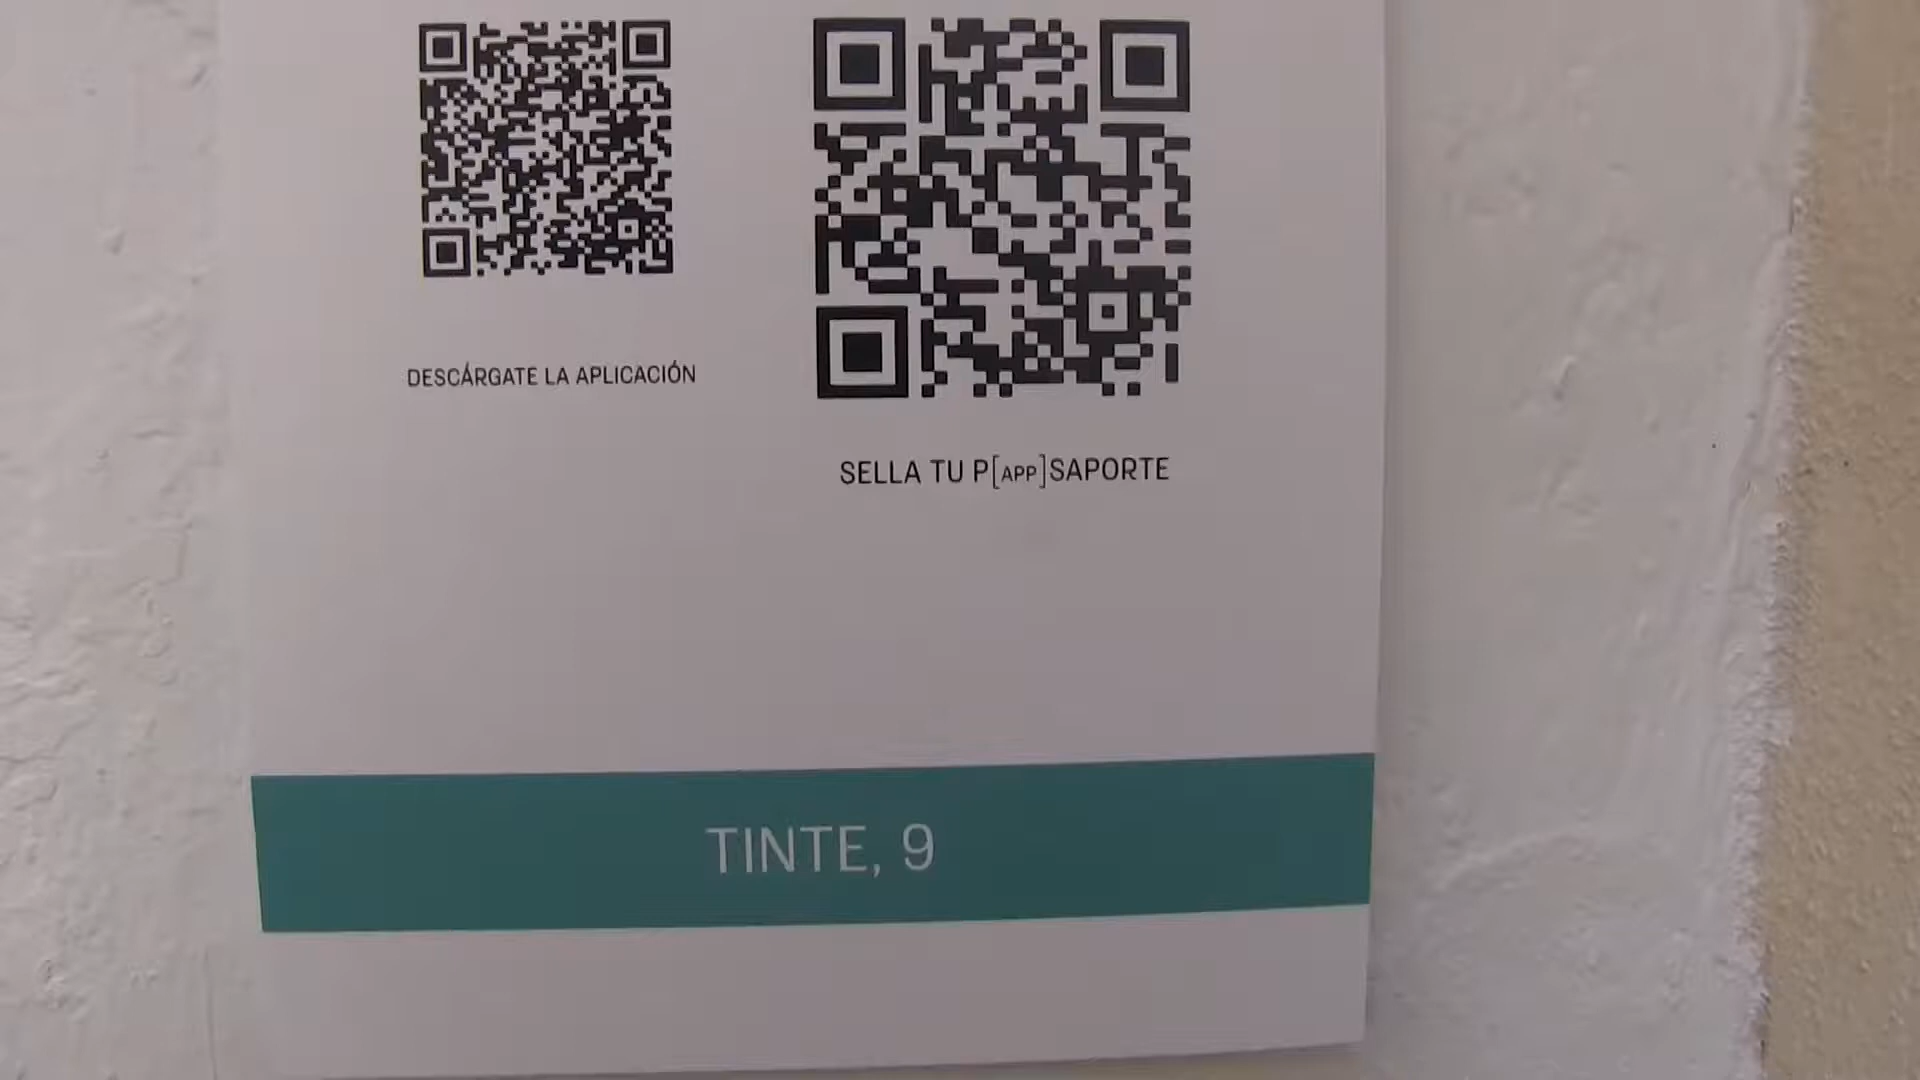 DESCÁRGATE LA APLICACIÓN
SELLA TU P[APP]SAPORTE
TINTE, 9